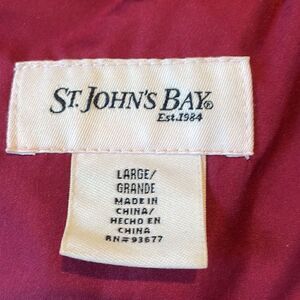 ST. JOHN'S BAY®
Est.1984
LARGE/
GRANDE
MADE IN
CHINA/
HECHO EN
CHINA
RN# 93677